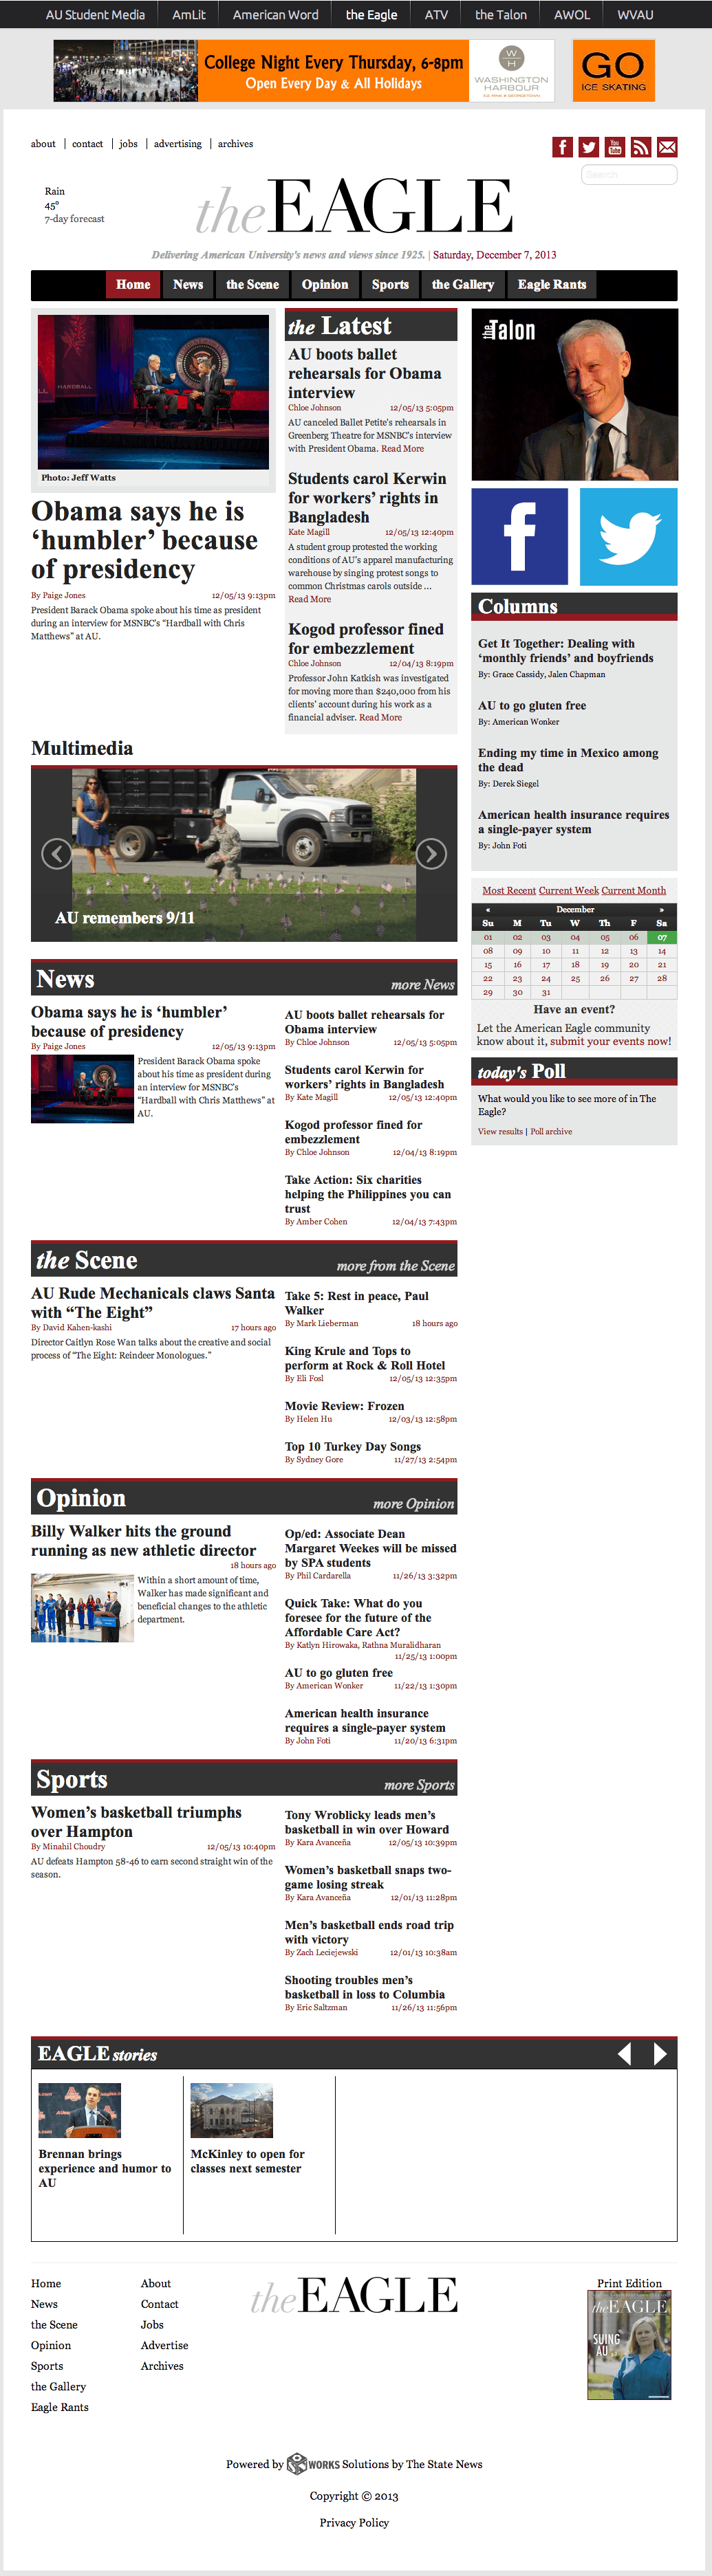 AU Student Media AmLit American Word the Eagle ATV the Talon AWOL WVAU
College Night Every Thursday, 6-8pm
Open Every Day & All Holidays
WH
WASHINGTON
HARBOUR
ICE RINK @ GEORGETOWN
GO
ICE SKATING
about contact jobs advertising archives
f
You
Tube
Search
Rain
45°
7-day forecast
the EAGLE
Delivering American University's news and views since 1925. | Saturday, December 7, 2013
Home News the Scene Opinion Sports the Gallery Eagle Rants
HARDBALL
Photo: Jeff Watts
Obama says he is
‘humbler’ because
of presidency
By Paige Jones 12/05/13 9:13pm
President Barack Obama spoke about his time as president
during an interview for MSNBC's “Hardball with Chris
Matthews” at AU.
the Latest
AU boots ballet
rehearsals for Obama
interview
Chloe Johnson 12/05/13 5:05pm
AU canceled Ballet Petite's rehearsals in
Greenberg Theatre for MSNBC's interview
with President Obama. Read More
Students carol Kerwin
for workers’ rights in
Bangladesh
Kate Magill 12/05/13 12:40pm
A student group protested the working
conditions of AU's apparel manufacturing
warehouse by singing protest songs to
common Christmas carols outside ...
Read More
Kogod professor fined
for embezzlement
Chloe Johnson 12/04/13 8:19pm
Professor John Katkish was investigated
for moving more than $240,000 from his
clients' account during his work as a
financial adviser. Read More
the Talon
f
Columns
Get It Together: Dealing with
‘monthly friends’ and boyfriends
By: Grace Cassidy, Jalen Chapman
AU to go gluten free
By: American Wonker
Ending my time in Mexico among
the dead
By: Derek Siegel
American health insurance requires
a single-payer system
By: John Foti
Most Recent Current Week Current Month
« December »
Su M Tu W Th F Sa
01 02 03 04 05 06 07
08 09 10 11 12 13 14
15 16 17 18 19 20 21
22 23 24 25 26 27 28
29 30 31
Have an event?
Let the American Eagle community
know about it, submit your events now!
today's Poll
What would you like to see more of in The
Eagle?
View results | Poll archive
Multimedia
AU remembers 9/11
News more News
Obama says he is ‘humbler’
because of presidency
By Paige Jones 12/05/13 9:13pm
President Barack Obama spoke
about his time as president during
an interview for MSNBC's
“Hardball with Chris Matthews” at
AU.
AU boots ballet rehearsals for
Obama interview
By Chloe Johnson 12/05/13 5:05pm
Students carol Kerwin for
workers’ rights in Bangladesh
By Kate Magill 12/05/13 12:40pm
Kogod professor fined for
embezzlement
By Chloe Johnson 12/04/13 8:19pm
Take Action: Six charities
helping the Philippines you can
trust
By Amber Cohen 12/04/13 7:43pm
the Scene more from the Scene
AU Rude Mechanicals claws Santa
with “The Eight”
By David Kahen-kashi 17 hours ago
Director Caitlyn Rose Wan talks about the creative and social
process of “The Eight: Reindeer Monologues.”
Take 5: Rest in peace, Paul
Walker
By Mark Lieberman 18 hours ago
King Krule and Tops to
perform at Rock & Roll Hotel
By Eli Fosl 12/05/13 12:35pm
Movie Review: Frozen
By Helen Hu 12/03/13 12:58pm
Top 10 Turkey Day Songs
By Sydney Gore 11/27/13 2:54pm
Opinion more Opinion
Billy Walker hits the ground
running as new athletic director
18 hours ago
Within a short amount of time,
Walker has made significant and
beneficial changes to the athletic
department.
Op/ed: Associate Dean
Margaret Weekes will be missed
by SPA students
By Phil Cardarella 11/26/13 3:32pm
Quick Take: What do you
foresee for the future of the
Affordable Care Act?
By Katlyn Hirowaka, Rathna Muralidharan
11/25/13 1:00pm
AU to go gluten free
By American Wonker 11/22/13 1:30pm
American health insurance
requires a single-payer system
By John Foti 11/20/13 6:31pm
Sports more Sports
Women’s basketball triumphs
over Hampton
By Minahil Choudry 12/05/13 10:40pm
AU defeats Hampton 58-46 to earn second straight win of the
season.
Tony Wroblicky leads men’s
basketball in win over Howard
By Kara Avanceña 12/05/13 10:39pm
Women’s basketball snaps two-
game losing streak
By Kara Avanceña 12/01/13 11:28pm
Men’s basketball ends road trip
with victory
By Zach Leciejewski 12/01/13 10:38am
Shooting troubles men’s
basketball in loss to Columbia
By Eric Saltzman 11/26/13 11:56pm
EAGLE stories
Brennan brings
experience and humor to
AU
McKinley to open for
classes next semester
Home
News
the Scene
Opinion
Sports
the Gallery
Eagle Rants
About
Contact
Jobs
Advertise
Archives
the EAGLE
Print Edition
the EAGLE
SUING
AU
Powered by SNWORKS Solutions by The State News
Copyright © 2013
Privacy Policy